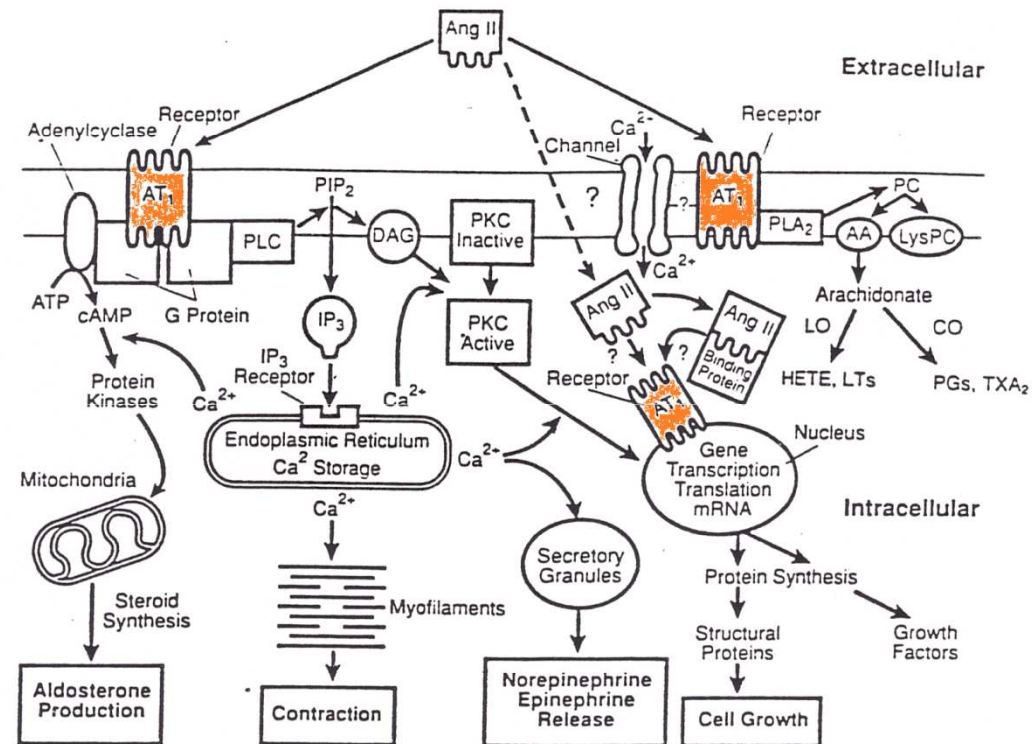 Ang II
Extracellular
Receptor
Adenylcyclase
AT₁
PIP₂
PLC
DAG
PKC
Inactive
Channel
Ca²⁻
?
?
AT₁
Receptor
PLA₂
PC
AA
LysPC
ATP
cAMP
G Protein
IP₃
PKC
Active
Ca²⁺
Ang II
Ang II
Binding
Protein
?
?
Arachidonate
LO
CO
HETE, LTs
PGs, TXA₂
Protein
Kinases
Ca²⁺
IP₃
Receptor
Ca²⁺
Receptor
AT₁
Endoplasmic Reticulum
Ca² Storage
Ca²⁺
Nucleus
Gene
Transcription
Translation
mRNA
Mitochondria
Ca²⁺
Intracellular
Secretory
Granules
Protein Synthesis
Steroid
Synthesis
Myofilaments
Structural
Proteins
Growth
Factors
Aldosterone
Production
Contraction
Norepinephrine
Epinephrine
Release
Cell Growth